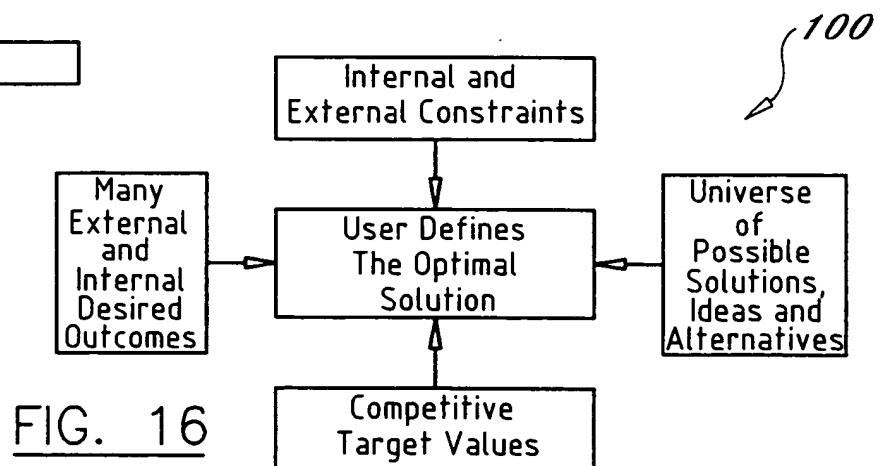 100
Internal and
External Constraints
Many
External
and
Internal
Desired
Outcomes
User Defines
The Optimal
Solution
Universe
of
Possible
Solutions,
Ideas and
Alternatives
Competitive
Target Values
FIG. 16